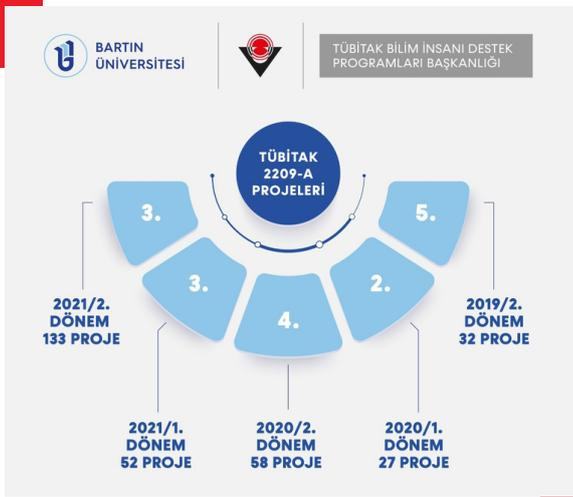 BARTIN
ÜNİVERSİTESİ
TÜBİTAK BİLİM İNSANI DESTEK
PROGRAMLARI BAŞKANLIĞI
TÜBİTAK
2209-A
PROJELERİ
3.
5.
3.
2.
4.
2021/2.
DÖNEM
133 PROJE
2019/2.
DÖNEM
32 PROJE
2021/1.
DÖNEM
52 PROJE
2020/2.
DÖNEM
58 PROJE
2020/1.
DÖNEM
27 PROJE